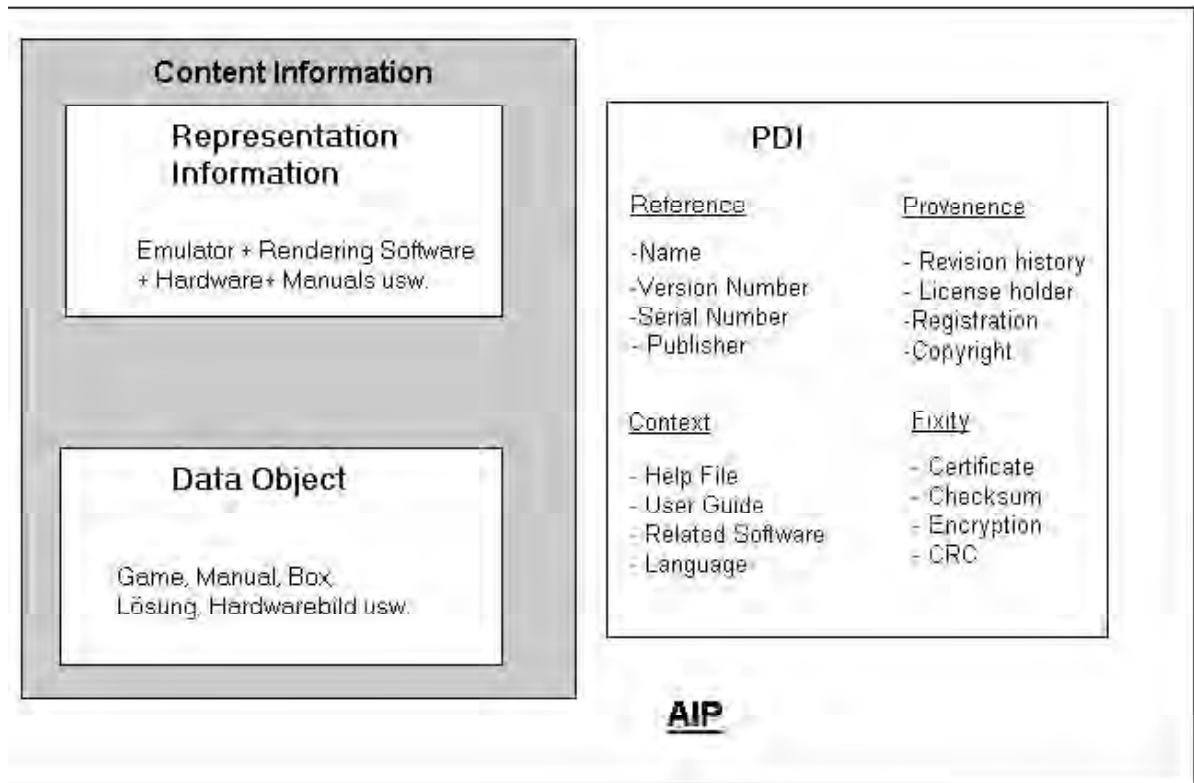 Content Information
Representation
Information
Emulator + Rendering Software
+ Hardware+ Manuals usw.
Data Object
Game, Manual, Box,
Lösung, Hardwarebild usw.
PDI
Reference
-Name
-Version Number
-Serial Number
- Publisher
Provenence
- Revision history
- License holder
-Registration
-Copyright
Context
- Help File
- User Guide
- Related Software
- Language
Fixity
- Certificate
- Checksum
- Encryption
- CRC
AIP